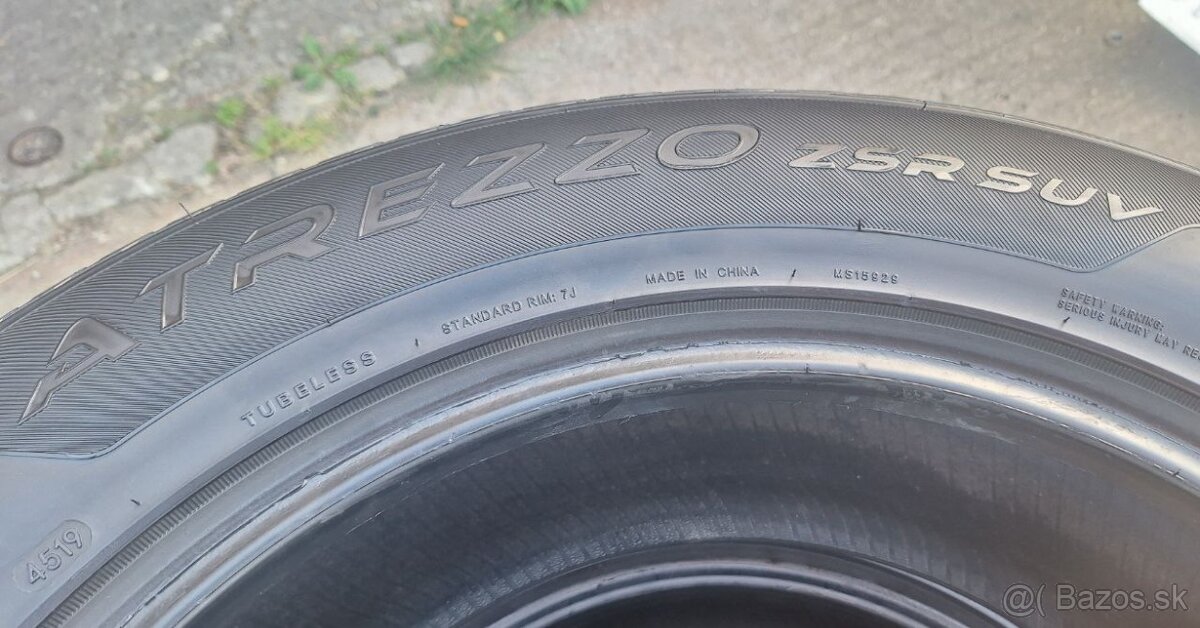 ATREZZO ZSR SUV
TUBELESS / STANDARD RIM: 7J / MADE IN CHINA / MS15929
SAFETY WARNING:
SERIOUS INJURY MAY RE
4519
@( Bazos.sk